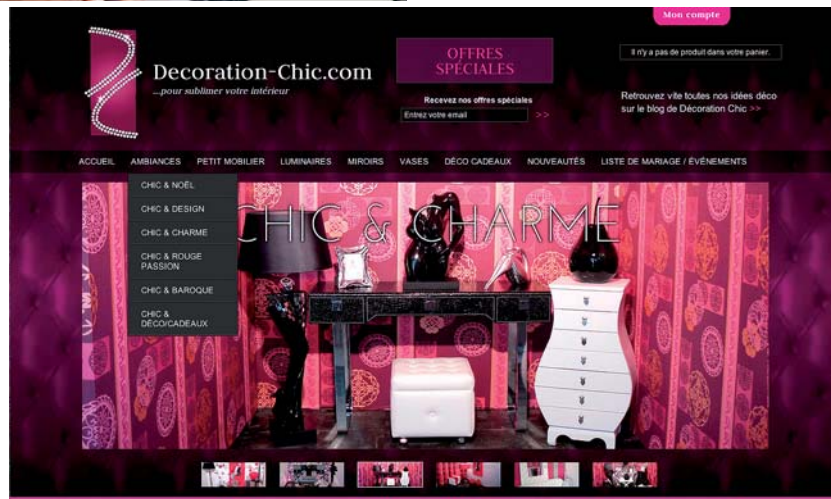 Mon compte
Decoration-Chic.com
...pour sublimer votre intérieur
OFFRES
SPÉCIALES
Recevez nos offres spéciales
Entrez votre email >>
Il n'y a pas de produit dans votre panier.
Retrouvez vite toutes nos idées déco
sur le blog de Décoration Chic >>
ACCUEIL AMBIANCES PETIT MOBILIER LUMINAIRES MIROIRS VASES DÉCO CADEAUX NOUVEAUTÉS LISTE DE MARIAGE / ÉVÉNEMENTS
CHIC & NOËL
CHIC & DESIGN
CHIC & CHARME
CHIC & ROUGE
PASSION
CHIC & BAROQUE
CHIC &
DÉCO/CADEAUX
CHIC & CHARME